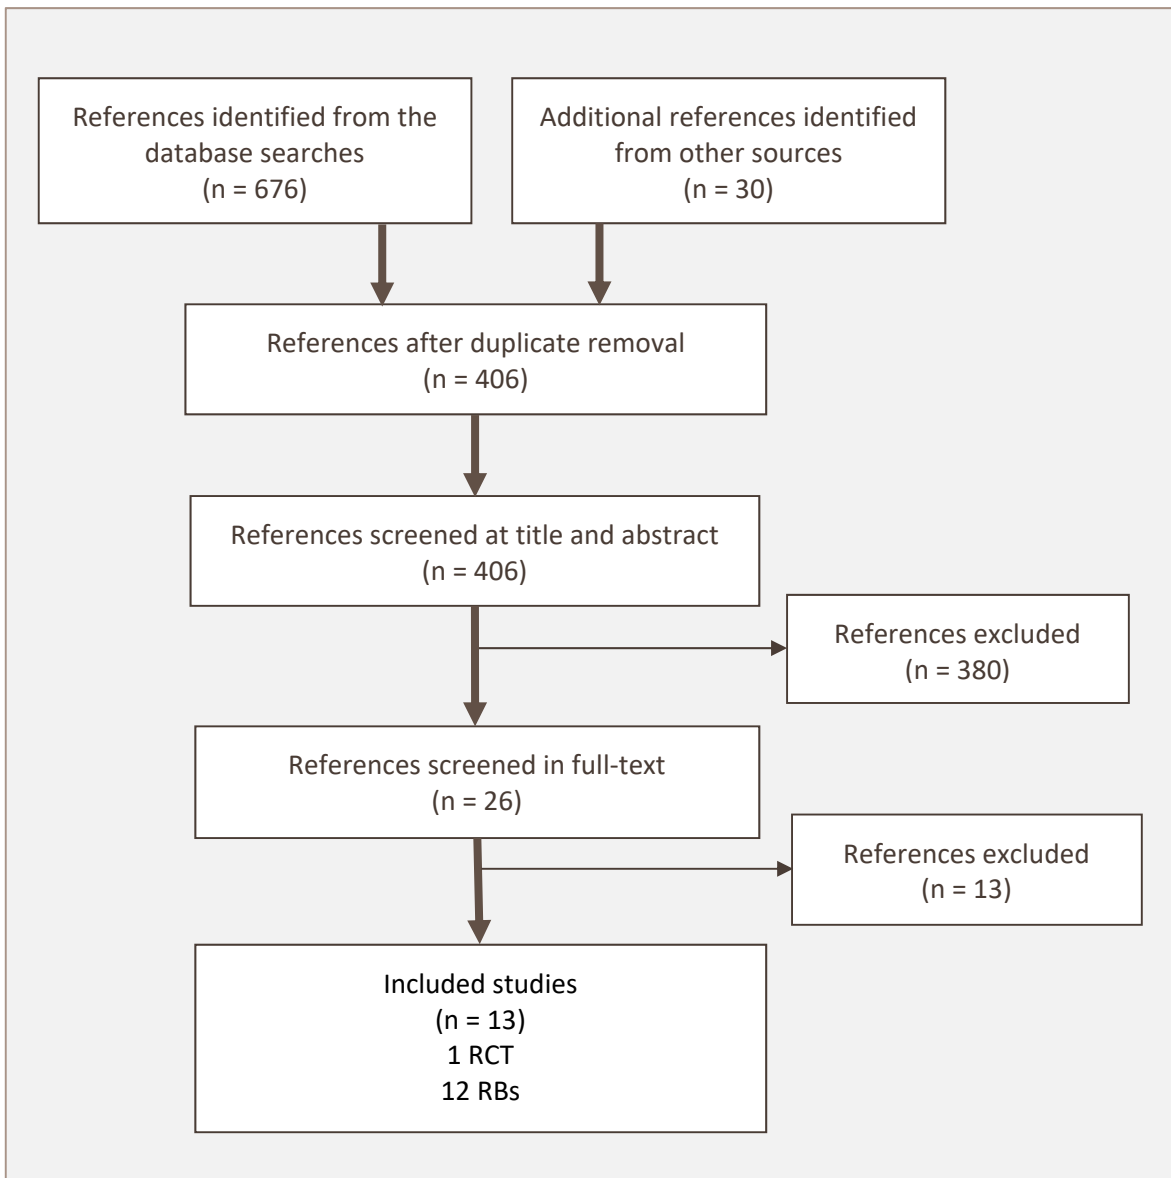 References identified from the
database searches
(n = 676)
Additional references identified
from other sources
(n = 30)
References after duplicate removal
(n = 406)
References screened at title and abstract
(n = 406)
References excluded
(n = 380)
References screened in full-text
(n = 26)
References excluded
(n = 13)
Included studies
(n = 13)
1 RCT
12 RBs